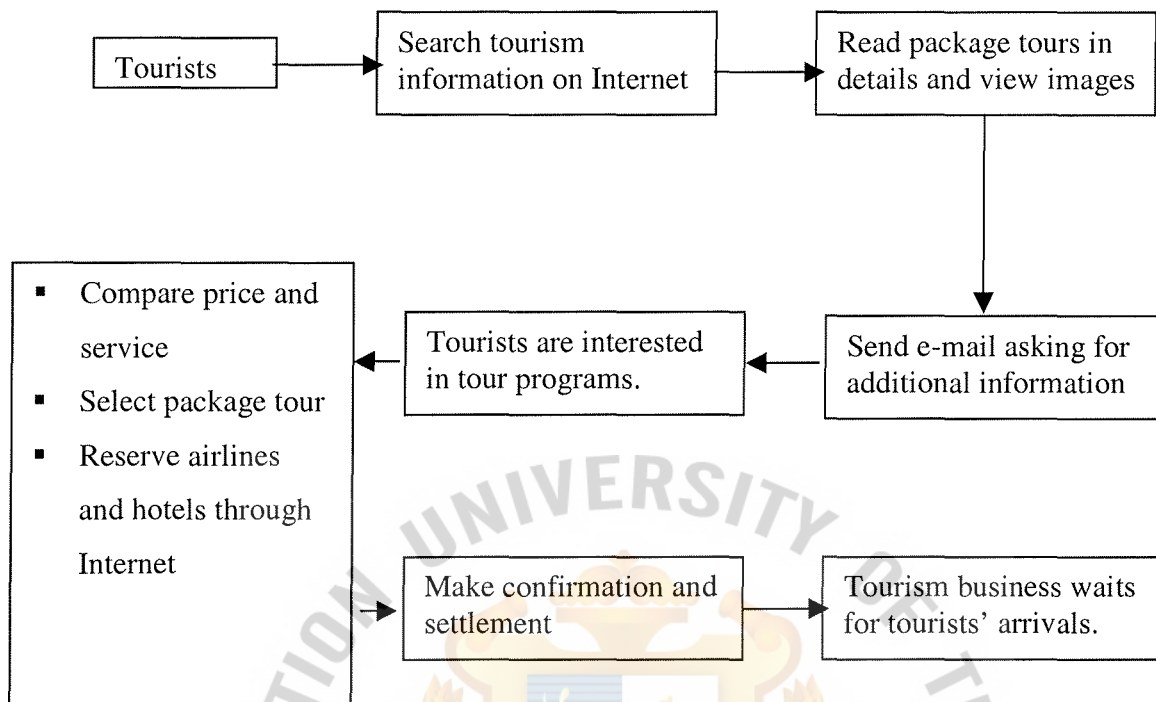 Tourists
Search tourism
information on Internet
Read package tours in
details and view images
Send e-mail asking for
additional information
Tourists are interested
in tour programs.
▪ Compare price and
service
▪ Select package tour
▪ Reserve airlines
and hotels through
Internet
Make confirmation and
settlement
Tourism business waits
for tourists’ arrivals.
UNIVERSITY OF